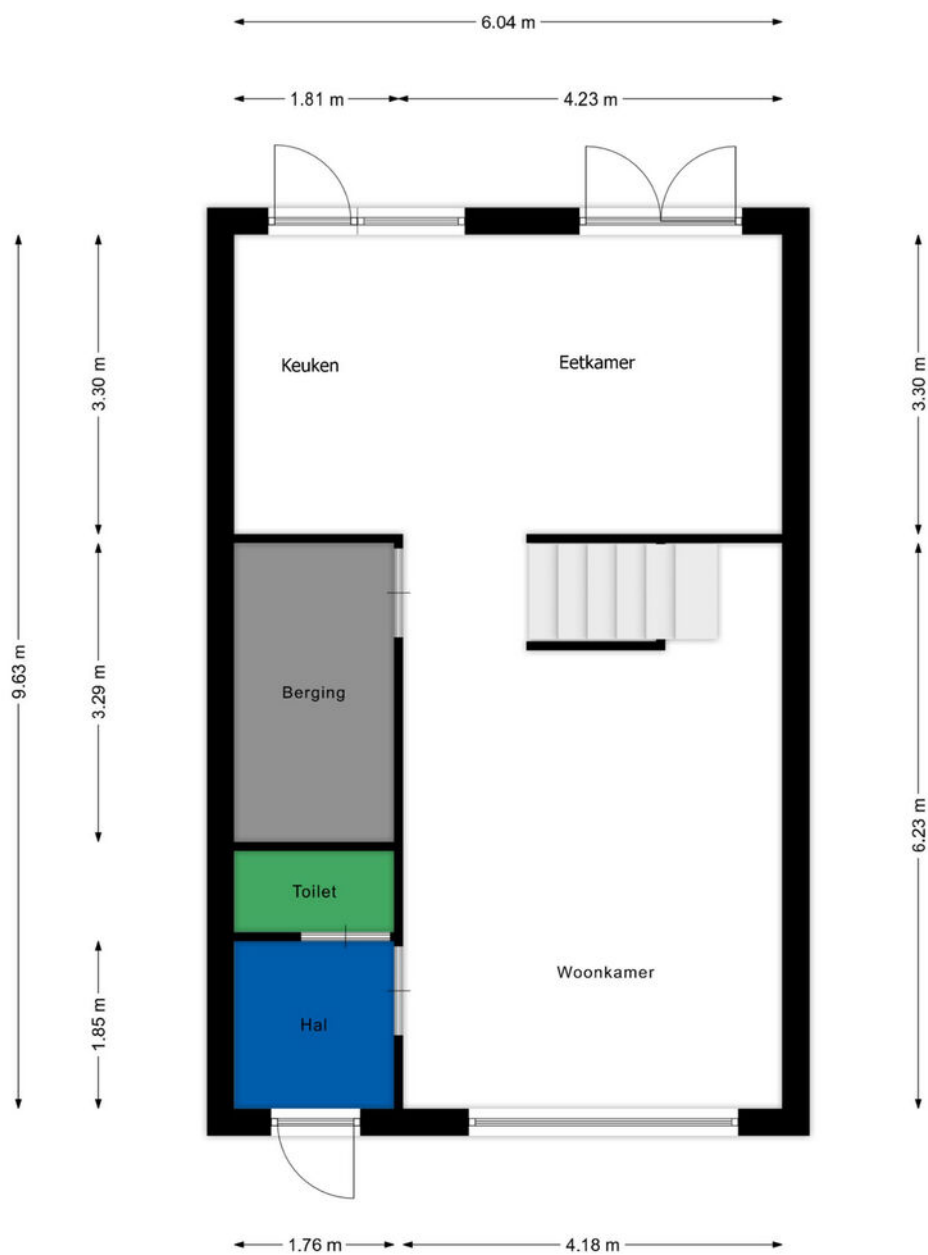 6.04 m
1.81 m
4.23 m
Keuken
Eetkamer
3.30 m
3.30 m
9.63 m
3.29 m
Berging
6.23 m
Toilet
Woonkamer
1.85 m
Hal
1.76 m
4.18 m